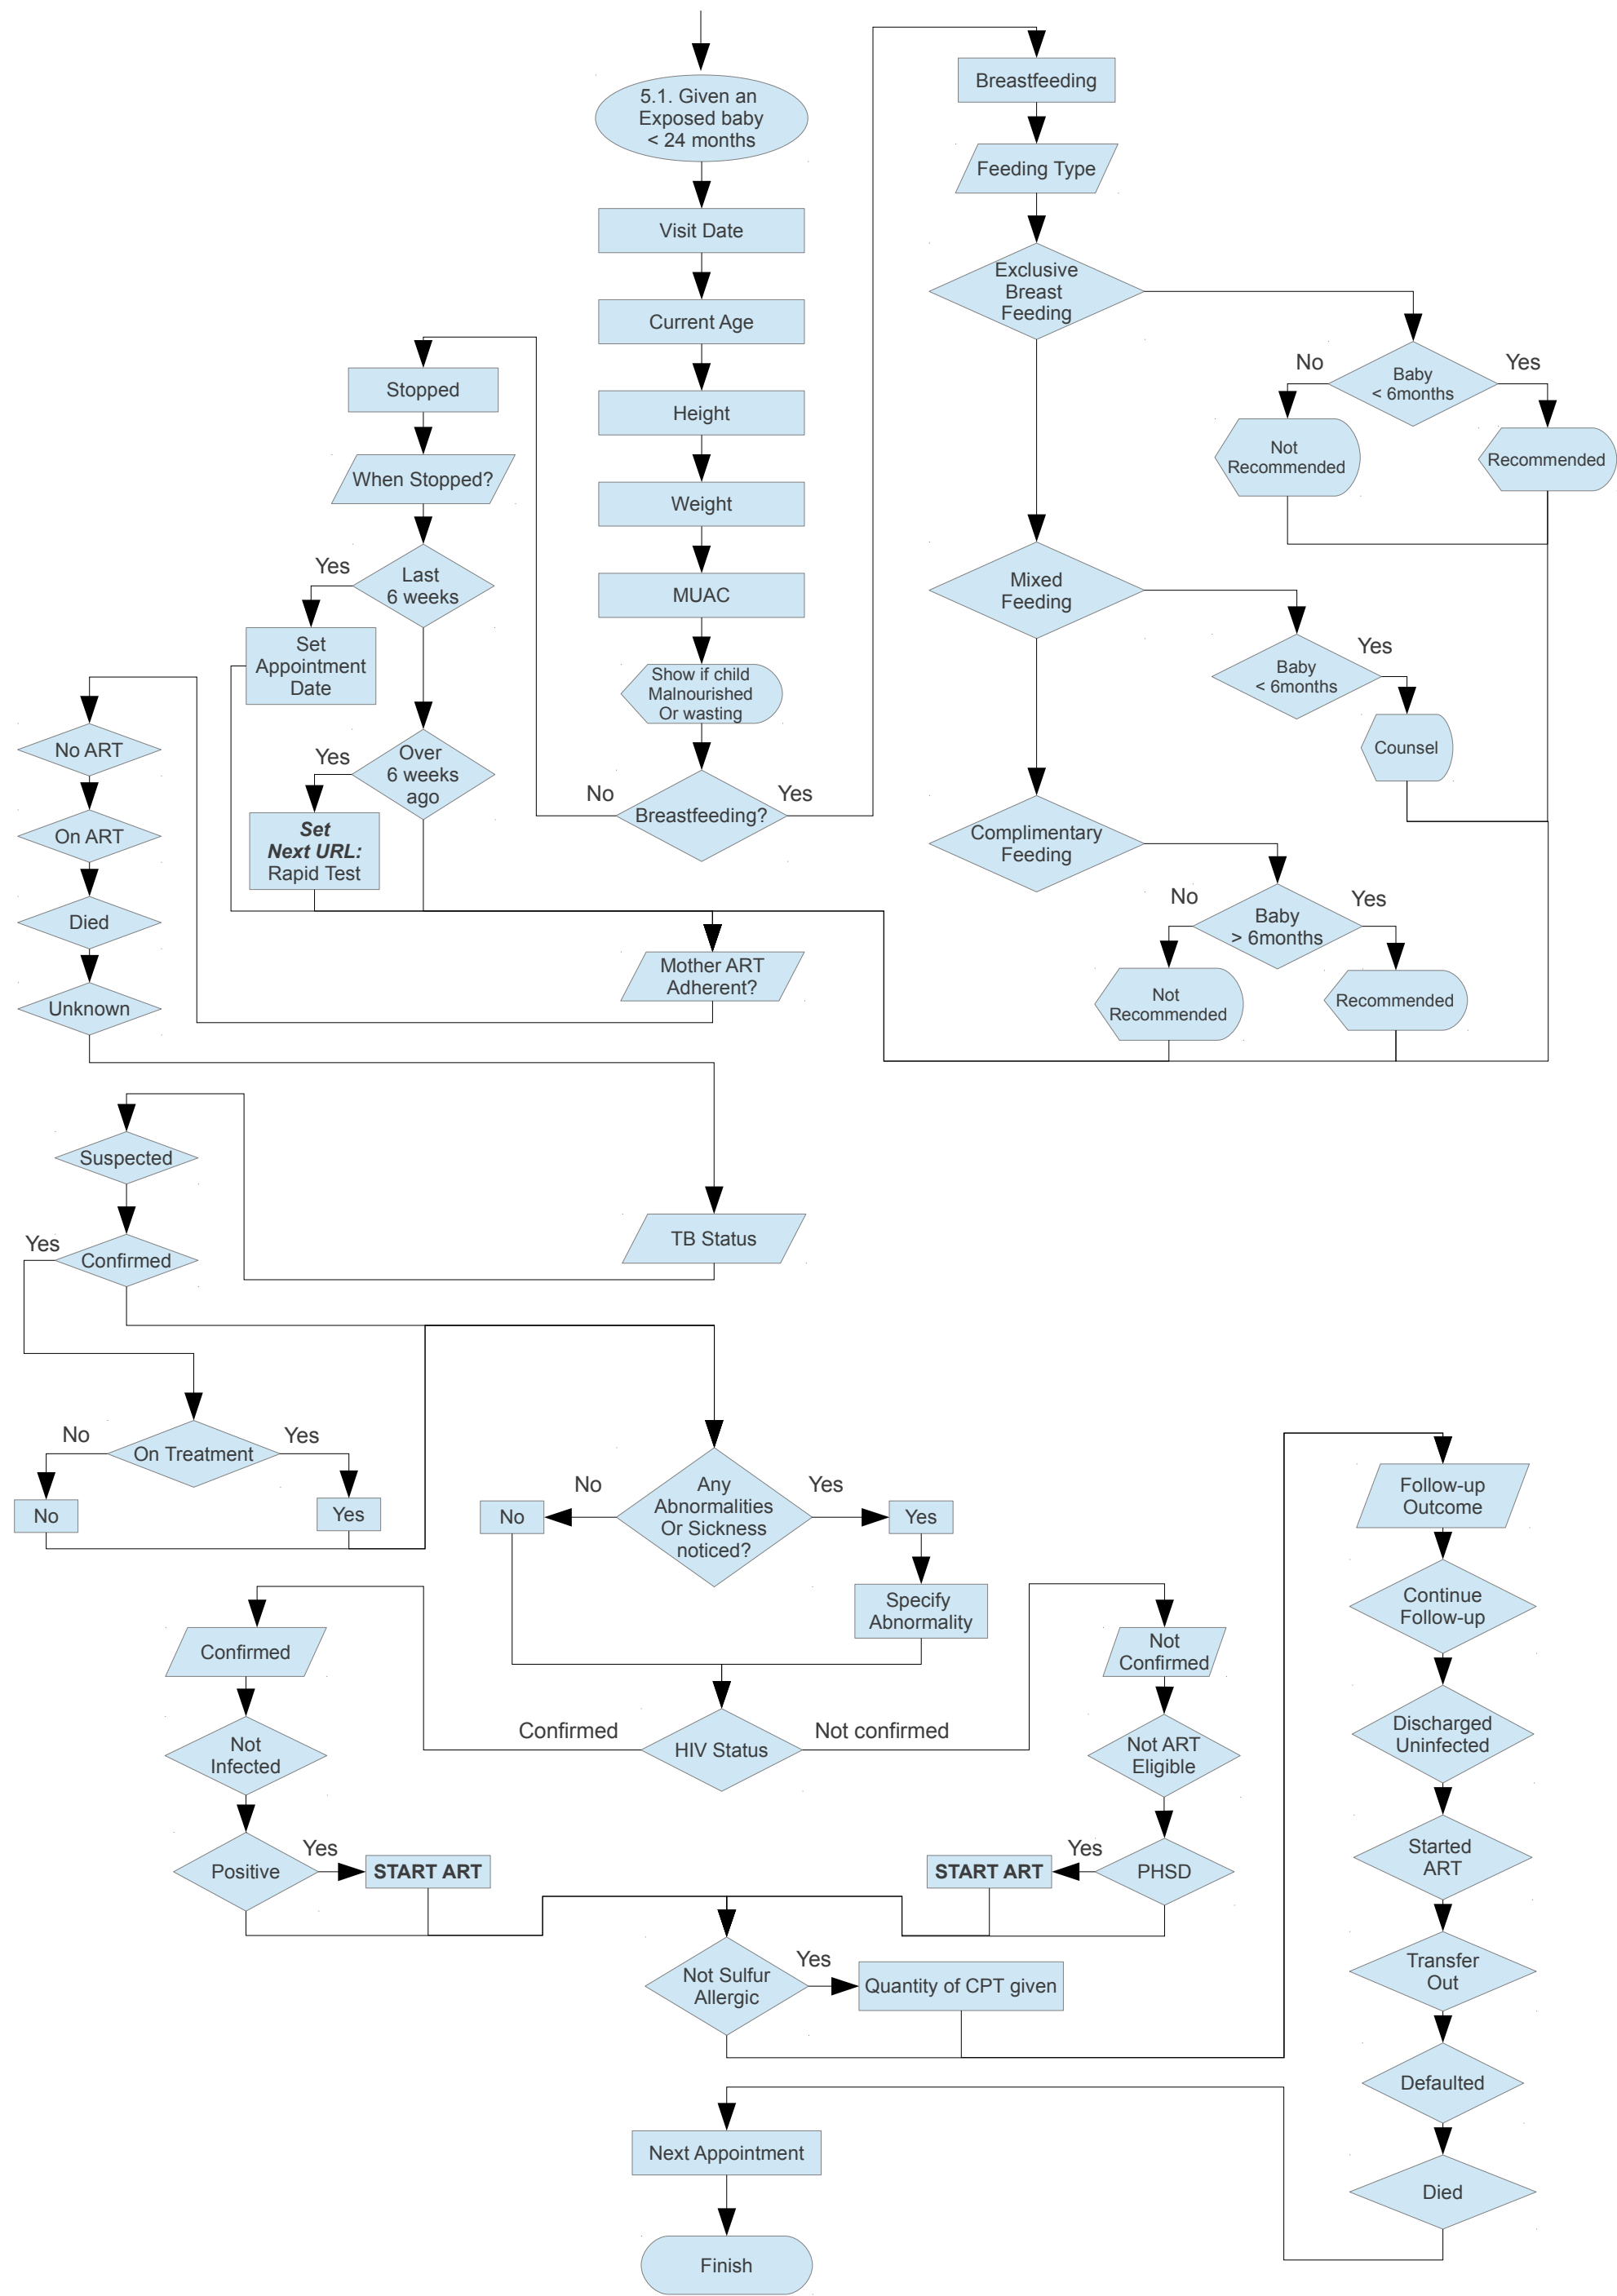 5.1. Given an
Exposed baby
< 24 months
Visit Date
Current Age
Height
Weight
MUAC
Show if child
Malnourished
Or wasting
Breastfeeding?
No
Yes
Stopped
When Stopped?
Last
6 weeks
Yes
Set
Appointment
Date
Over
6 weeks
ago
Yes
Set
Next URL:
Rapid Test
Breastfeeding
Feeding Type
Exclusive
Breast
Feeding
Baby
< 6months
No
Yes
Not
Recommended
Recommended
Mixed
Feeding
Baby
< 6months
Yes
Counsel
Complimentary
Feeding
Baby
> 6months
No
Yes
Not
Recommended
Recommended
Mother ART
Adherent?
No ART
On ART
Died
Unknown
TB Status
Suspected
Confirmed
Yes
On Treatment
No
Yes
No
Yes
Any
Abnormalities
Or Sickness
noticed?
No
Yes
No
Yes
Specify
Abnormality
HIV Status
Confirmed
Not confirmed
Confirmed
Not
Infected
Positive
Yes
START ART
Not
Confirmed
Not ART
Eligible
PHSD
Yes
START ART
Not Sulfur
Allergic
Yes
Quantity of CPT given
Follow-up
Outcome
Continue
Follow-up
Discharged
Uninfected
Started
ART
Transfer
Out
Defaulted
Died
Next Appointment
Finish